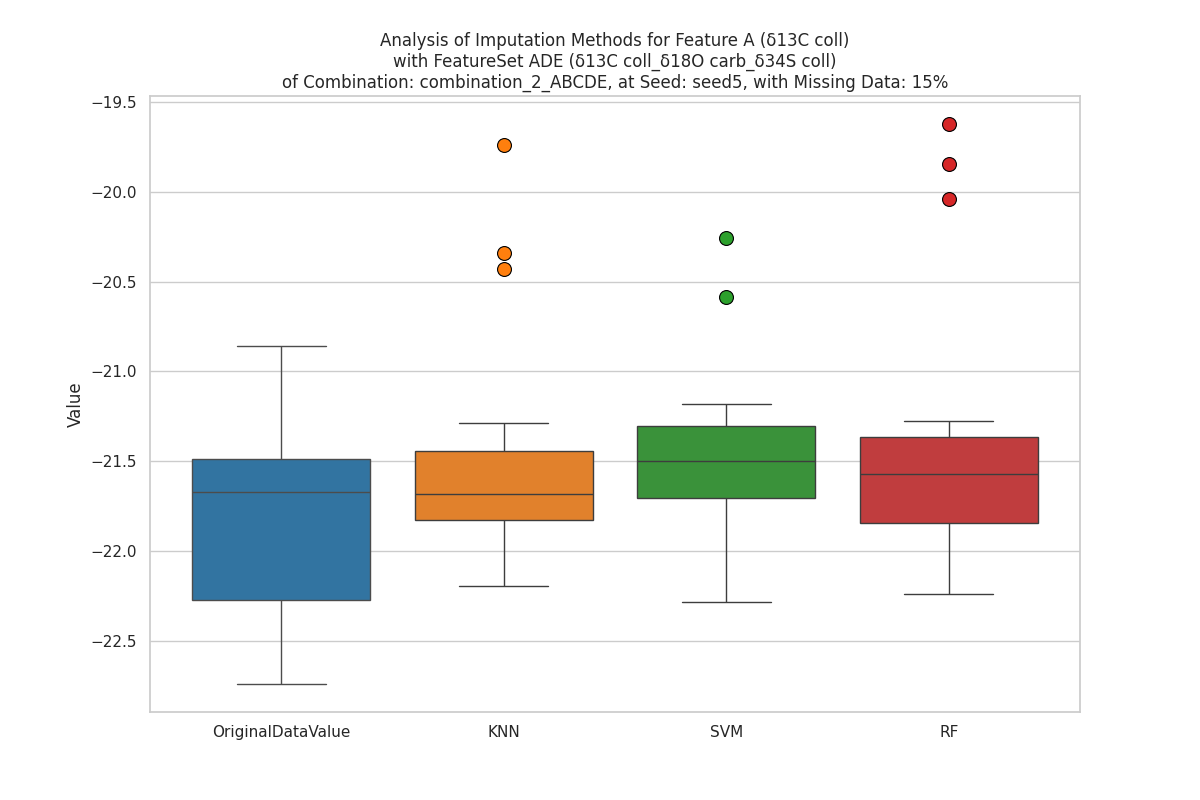 Analysis of Imputation Methods for Feature A (δ13C coll)
with FeatureSet ADE (δ13C coll_δ18O carb_δ34S coll)
of Combination: combination_2_ABCDE, at Seed: seed5, with Missing Data: 15%
−19.5
−20.0
−20.5
−21.0
−21.5
−22.0
−22.5
Value
OriginalDataValue
KNN
SVM
RF